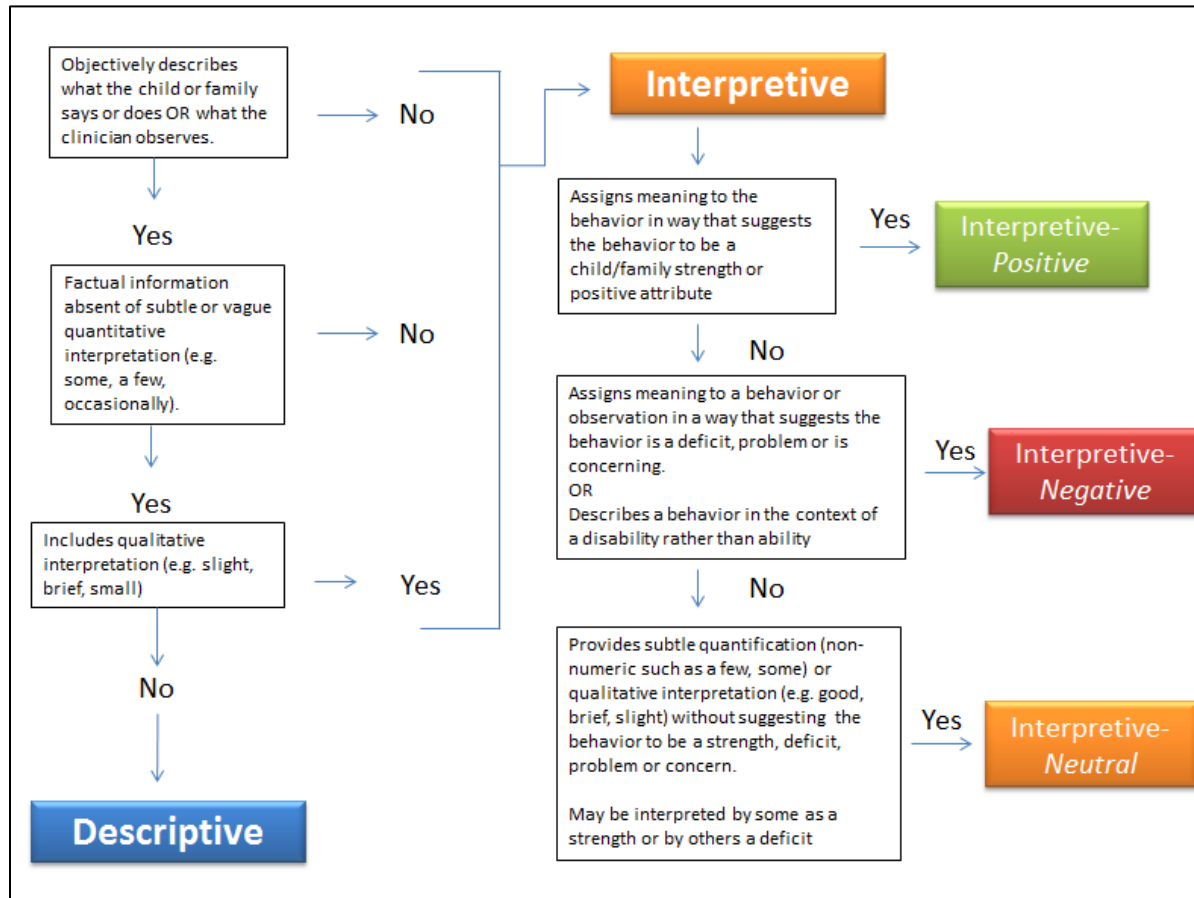 Objectively describes
what the child or family
says or does OR what the
clinician observes.
No
Yes
Factual information
absent of subtle or vague
quantitative
interpretation (e.g.
some, a few,
occasionally).
No
Yes
Includes qualitative
interpretation (e.g. slight,
brief, small)
Yes
No
Descriptive
Interpretive
Assigns meaning to the
behavior in way that suggests
the behavior to be a
child/family strength or
positive attribute
Yes
Interpretive-
Positive
No
Assigns meaning to a behavior or
observation in a way that suggests the
behavior is a deficit, problem or is
concerning.
OR
Describes a behavior in the context of
a disability rather than ability
Yes
Interpretive-
Negative
No
Provides subtle quantification (non-
numeric such as a few, some) or
qualitative interpretation (e.g. good,
brief, slight) without suggesting the
behavior to be a strength, deficit,
problem or concern.
May be interpreted by some as a
strength or by others a deficit
Yes
Interpretive-
Neutral